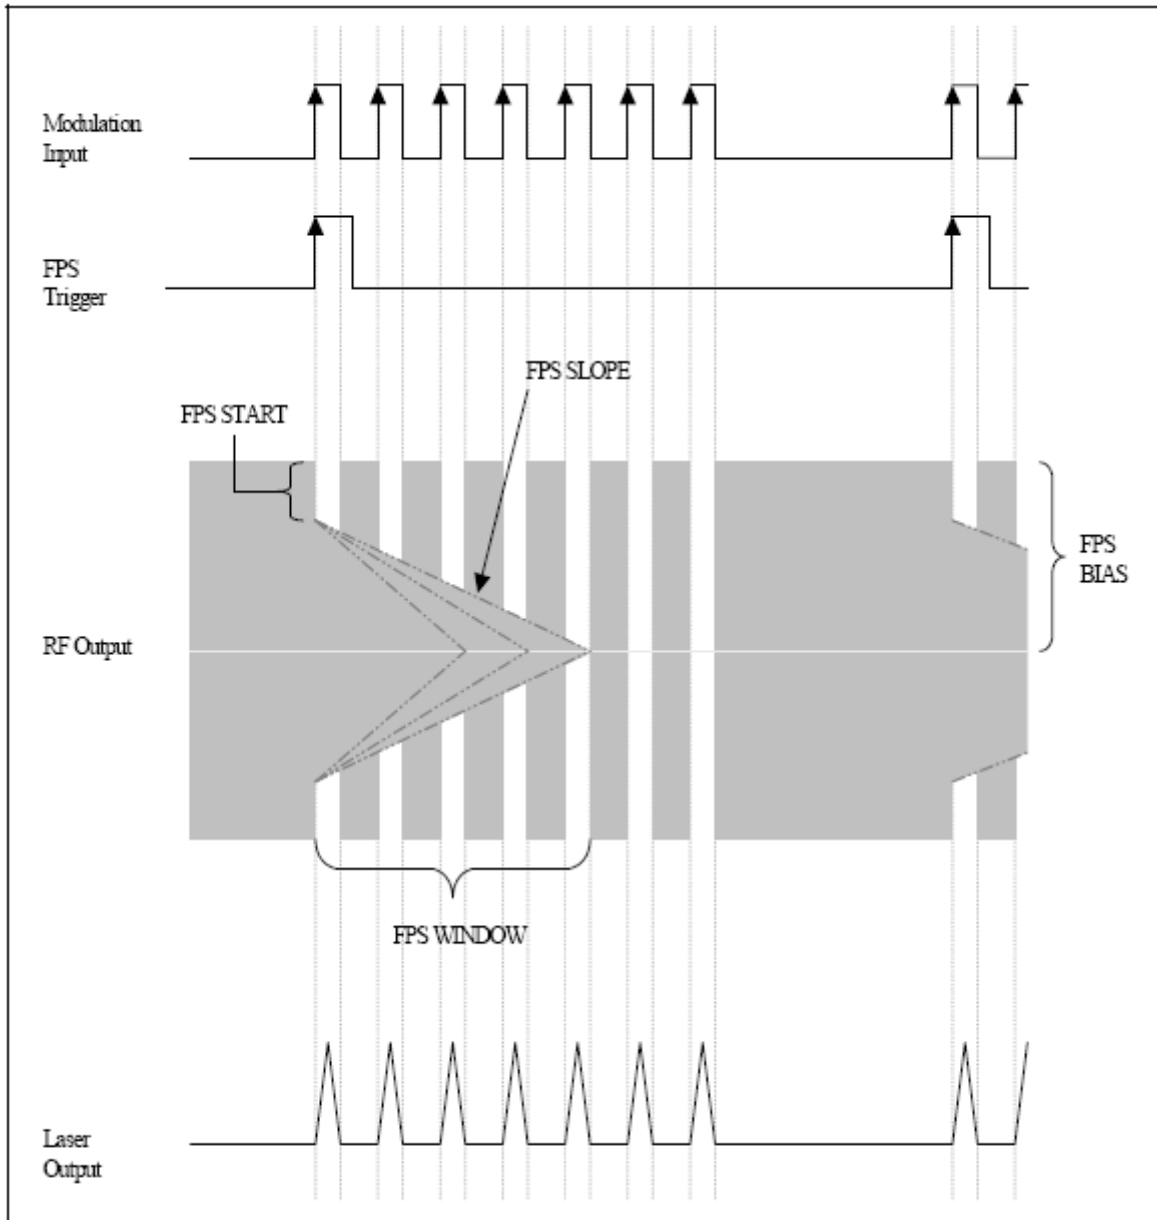 Modulation
Input
FPS
Trigger
FPS SLOPE
FPS START
FPS
BIAS
RF Output
FPS WINDOW
Laser
Output